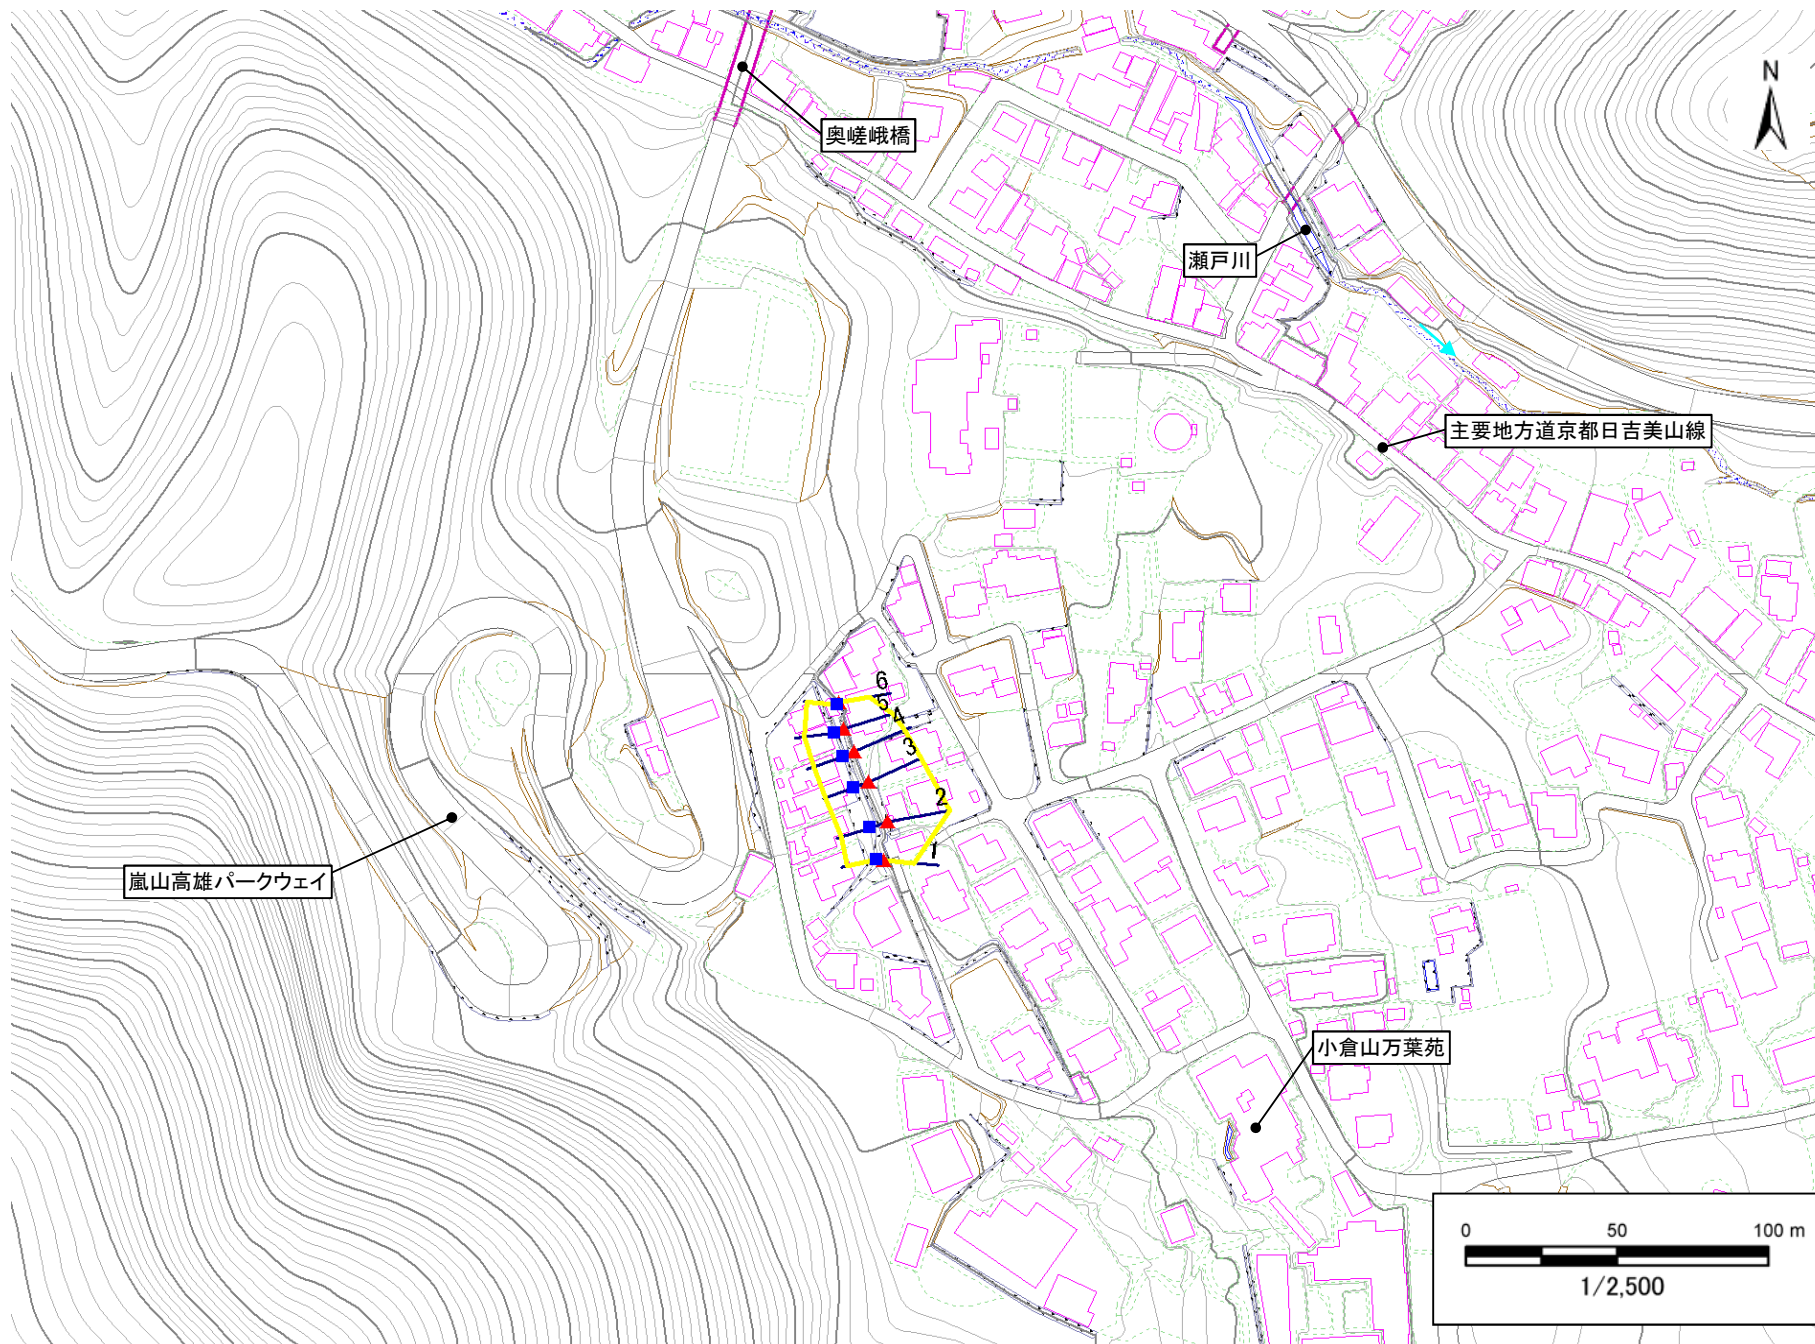 N
奥嵯峨橋
瀬戸川
主要地方道京都日吉美山線
6
5
4
3
2
1
嵐山高雄パークウェイ
小倉山万葉苑
0 50 100 m
1/2,500